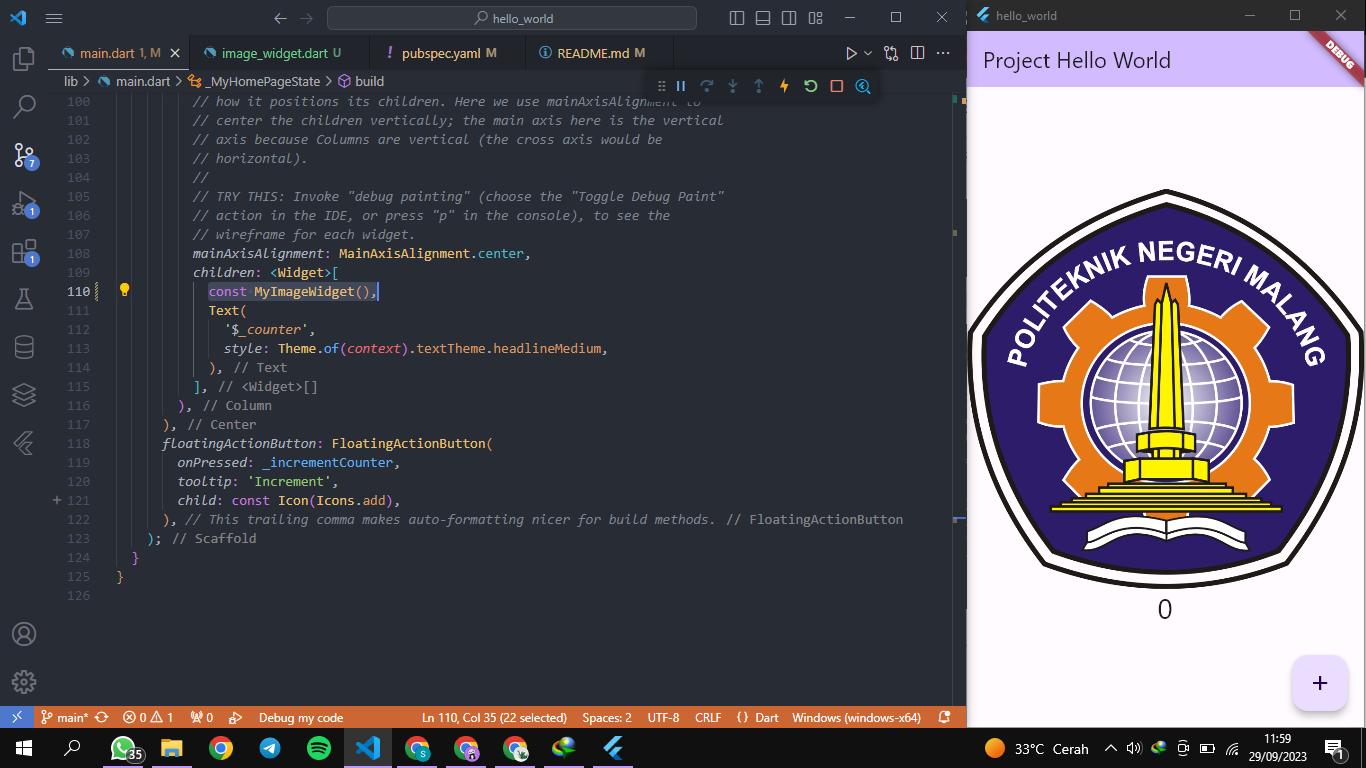 hello_world
hello_world
main.dart 1, M
image_widget.dart U
pubspec.yaml M
README.md M
lib > main.dart > _MyHomePageState > build
100 // how it positions its children. Here we use mainAxisAlignment to
101 // center the children vertically; the main axis here is the vertical
102 // axis because Columns are vertical (the cross axis would be
103 // horizontal).
104 //
105 // TRY THIS: Invoke "debug painting" (choose the "Toggle Debug Paint"
106 // action in the IDE, or press "p" in the console), to see the
107 // wireframe for each widget.
108 mainAxisAlignment: MainAxisAlignment.center,
109 children: <Widget>[
110 const MyImageWidget(),
111 Text(
112 '$_counter',
113 style: Theme.of(context).textTheme.headlineMedium,
114 ), // Text
115 ], // <Widget>[]
116 ), // Column
117 ), // Center
118 floatingActionButton: FloatingActionButton(
119 onPressed: _incrementCounter,
120 tooltip: 'Increment',
121 child: const Icon(Icons.add),
122 ), // This trailing comma makes auto-formatting nicer for build methods. // FloatingActionButton
123 ); // Scaffold
124 }
125 }
126
7
1
1
Project Hello World
DEBUG
POLITEKNIK NEGERI MALANG
0
+
main* 0 1 0 Debug my code Ln 110, Col 35 (22 selected) Spaces: 2 UTF-8 CRLF {} Dart Windows (windows-x64)
35
S
33°C Cerah
11:59
29/09/2023
1